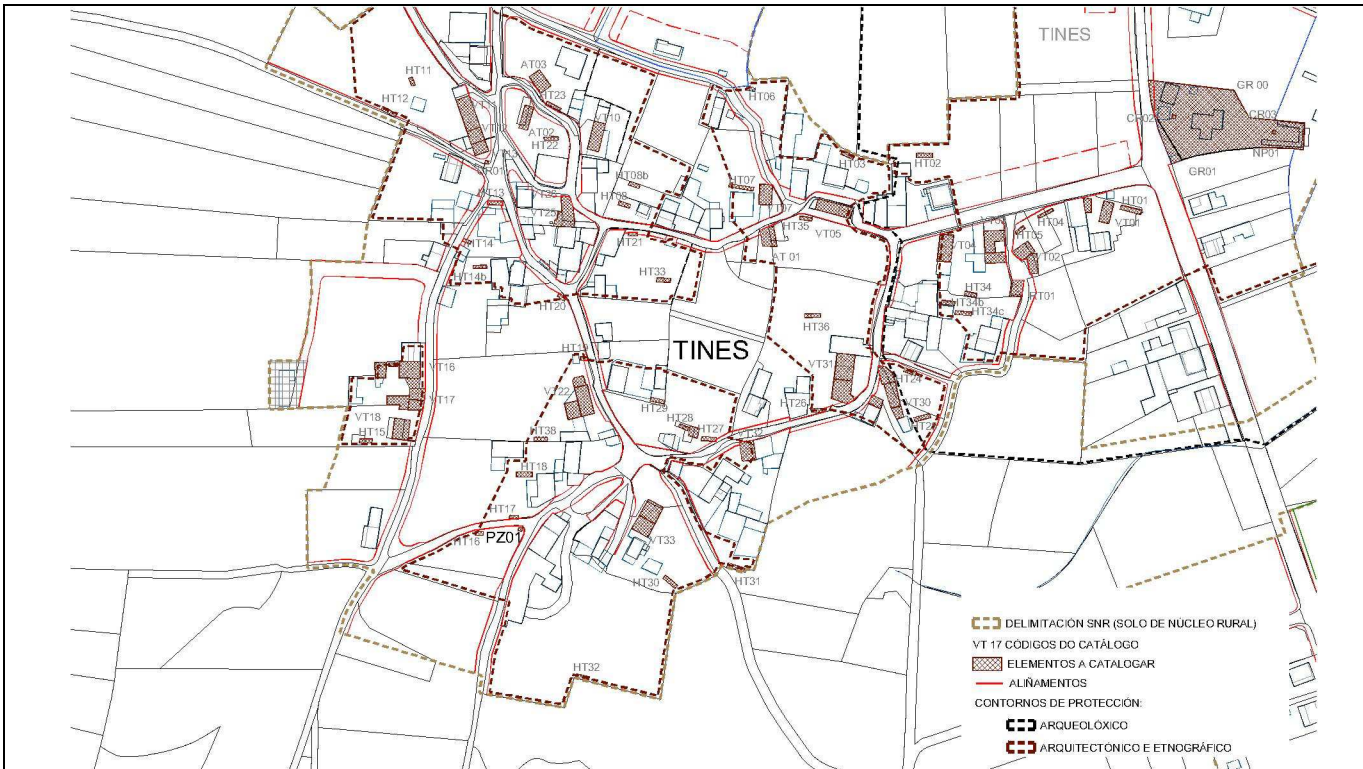 TINES
HT11
AT03
HT12
HT23
VT10
AT02
HT22
HT06
GR 00
CR02
CR03
NP01
GR01
HT03
HT02
HT08b
HT08
HT07
HT13
VT25
HT14
HT14b
HT21
HT33
HT20
HT35
VT05
AT 01
VT04
HT04
HT05
VT02
HT01
VT01
RT01
HT34
HT34b
HT34c
HT36
TINES
VT31
HT24
VT30
HT26
HT19
VT22
HT29
HT28
HT27
VT16
VT17
VT18
HT15
HT38
HT18
HT17
HT16
PZ01
VT33
HT30
HT31
HT32
DELIMITACIÓN SNR (SOLO DE NÚCLEO RURAL)
VT 17 CÓDIGOS DO CATÁLOGO
ELEMENTOS A CATALOGAR
ALIÑAMENTOS
CONTORNOS DE PROTECCIÓN:
ARQUEOLÓXICO
ARQUITECTÓNICO E ETNOGRÁFICO